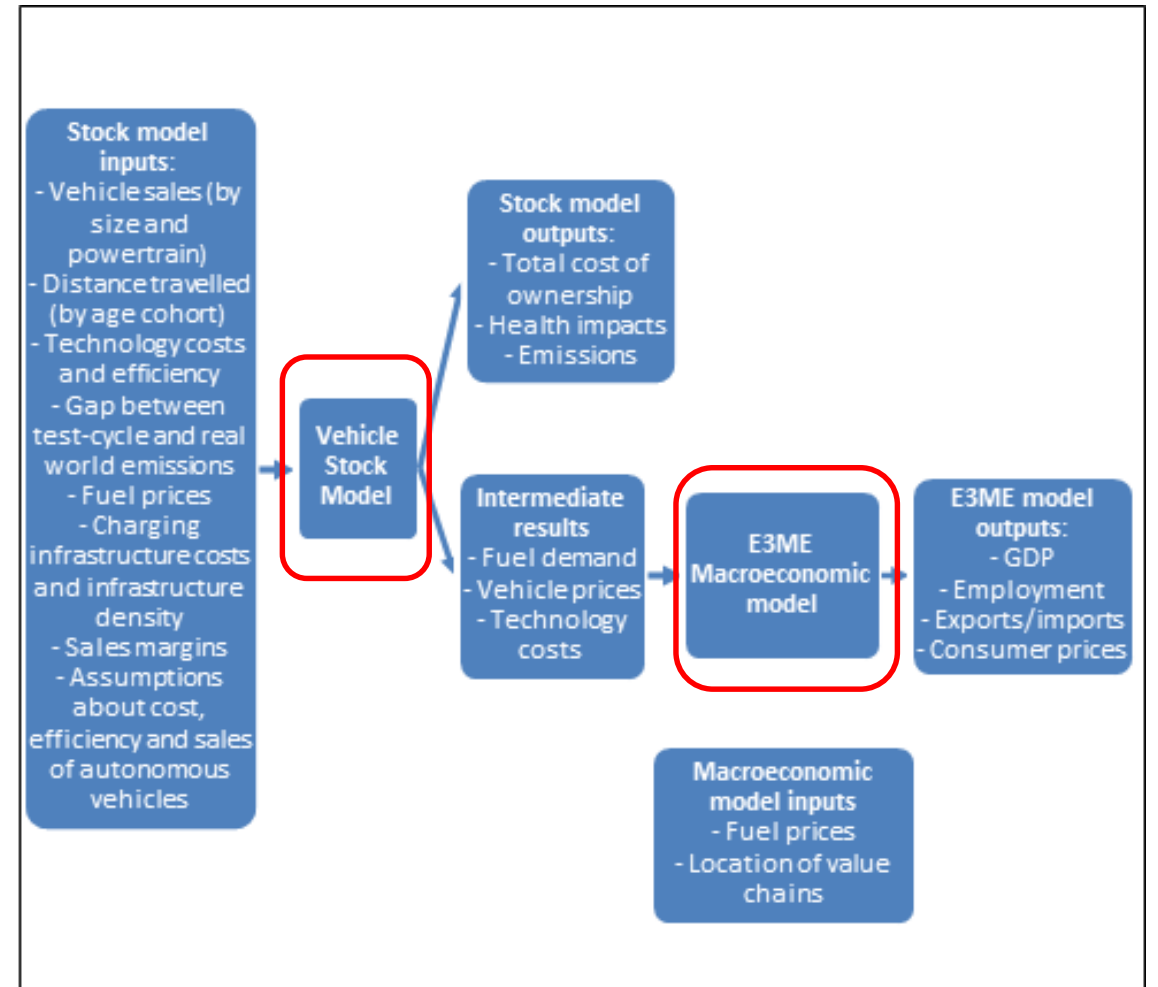 Stock model
inputs:
- Vehicle sales (by
size and
powertrain)
- Distance travelled
(by age cohort)
- Technology costs
and efficiency
- Gap between
test-cycle and real
world emissions
- Fuel prices
- Charging
infrastructure costs
and infrastructure
density
- Sales margins
- Assumptions
about cost,
efficiency and sales
of autonomous
vehicles
Vehicle
Stock
Model
Stock model
outputs:
- Total cost of
ownership
- Health impacts
- Emissions
Intermediate
results
- Fuel demand
- Vehicle prices
- Technology
costs
E3ME
Macroeconomic
model
E3ME model
outputs:
- GDP
- Employment
- Exports/imports
- Consumer prices
Macroeconomic
model inputs
- Fuel prices
- Location of value
chains